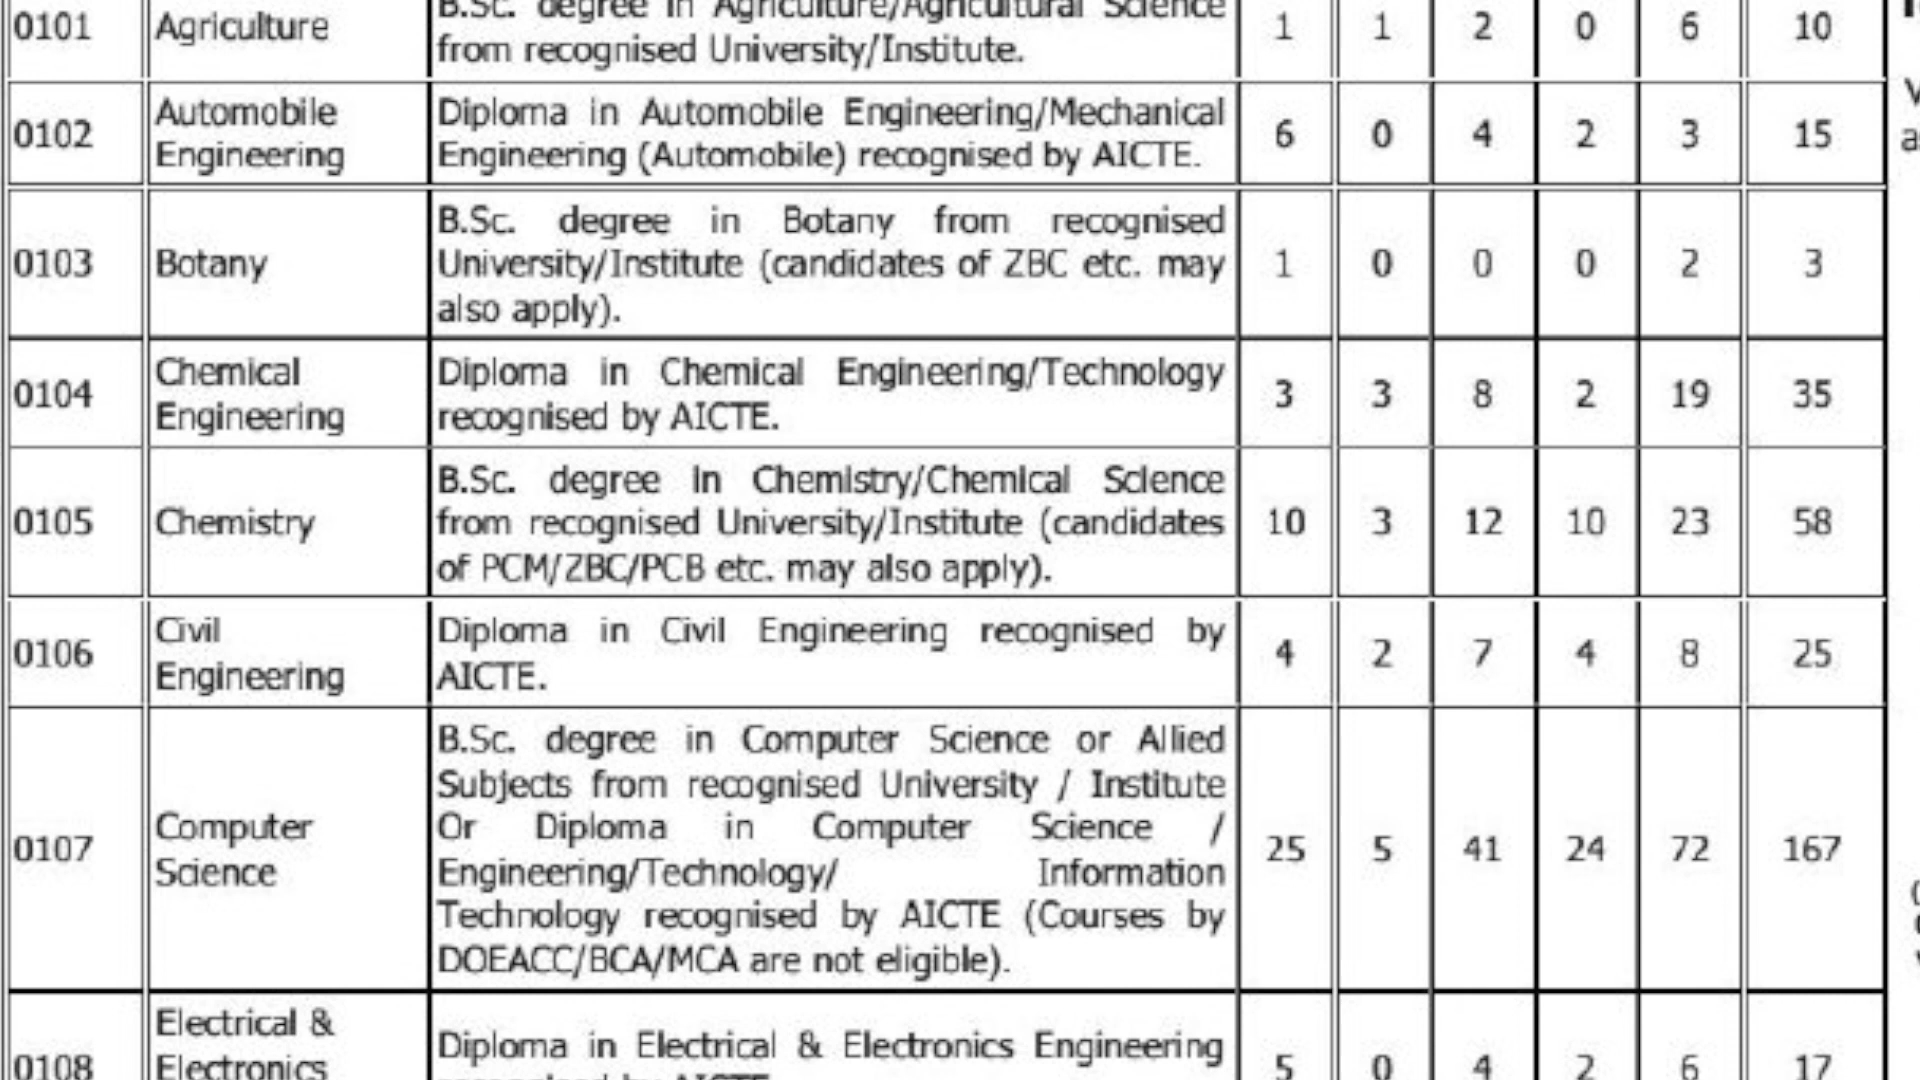 0101 Agriculture B.Sc. degree in Agriculture/Agricultural Science
from recognised University/Institute. 1 1 2 0 6 10
0102 Automobile
Engineering
Diploma in Automobile Engineering/Mechanical
Engineering (Automobile) recognised by AICTE.
6 0 4 2 3 15
0103 Botany
B.Sc. degree in Botany from recognised
University/Institute (candidates of ZBC etc. may
also apply).
1 0 0 0 2 3
0104 Chemical
Engineering
Diploma in Chemical Engineering/Technology
recognised by AICTE.
3 3 8 2 19 35
0105 Chemistry
B.Sc. degree in Chemistry/Chemical Science
from recognised University/Institute (candidates
of PCM/ZBC/PCB etc. may also apply).
10 3 12 10 23 58
0106 Civil
Engineering
Diploma in Civil Engineering recognised by
AICTE.
4 2 7 4 8 25
0107 Computer
Science
B.Sc. degree in Computer Science or Allied
Subjects from recognised University / Institute
Or Diploma in Computer Science /
Engineering/Technology/ Information
Technology recognised by AICTE (Courses by
DOEACC/BCA/MCA are not eligible).
25 5 41 24 72 167
0108 Electrical &
Electronics
Diploma in Electrical & Electronics Engineering
5 0 4 2 6 17